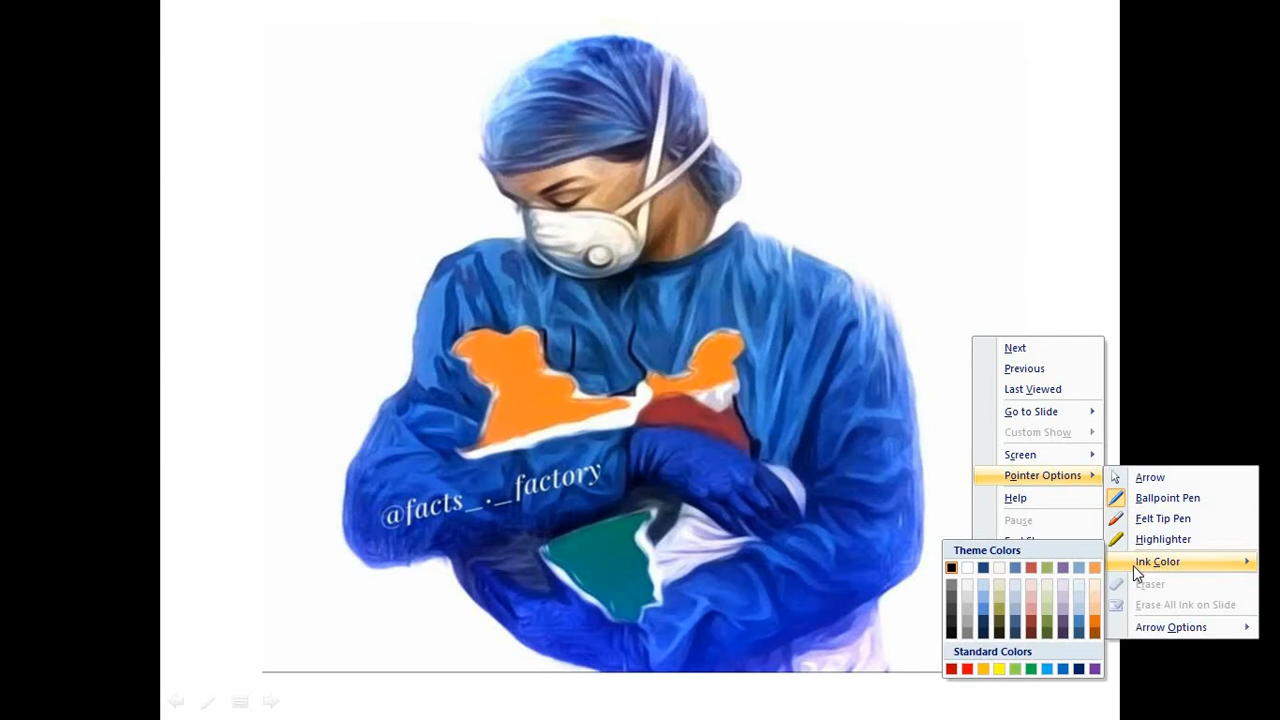 @facts_._factory
Next
Previous
Last Viewed
Go to Slide
Custom Show
Screen
Pointer Options
Help
Pause
Arrow
Ballpoint Pen
Felt Tip Pen
Highlighter
Ink Color
Eraser
Erase All Ink on Slide
Arrow Options
Theme Colors
Standard Colors